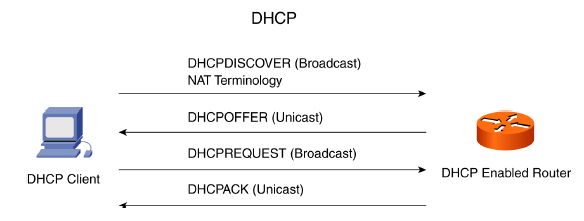 DHCP
DHCPDISCOVER (Broadcast)
NAT Terminology
DHCPOFFER (Unicast)
DHCPREQUEST (Broadcast)
DHCP Client
DHCP Enabled Router
DHCPACK (Unicast)